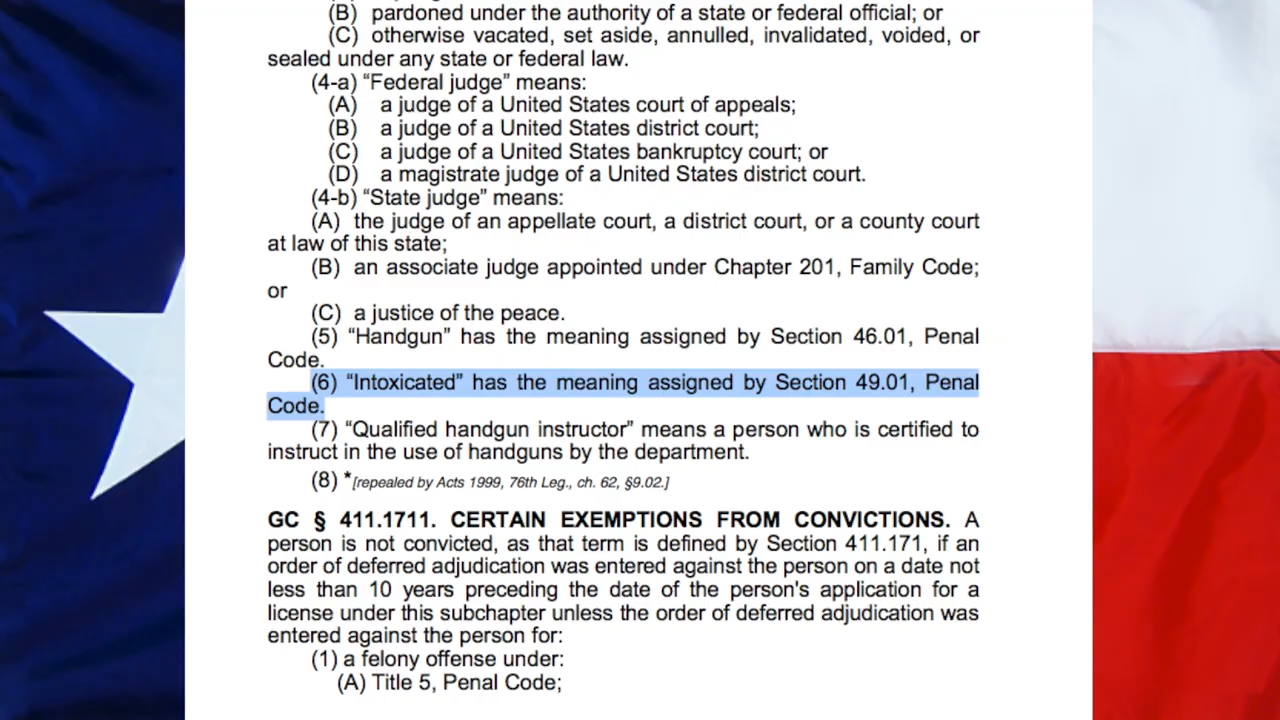 (B) pardoned under the authority of a state or federal official; or
(C) otherwise vacated, set aside, annulled, invalidated, voided, or
sealed under any state or federal law.
(4-a) “Federal judge” means:
(A) a judge of a United States court of appeals;
(B) a judge of a United States district court;
(C) a judge of a United States bankruptcy court; or
(D) a magistrate judge of a United States district court.
(4-b) “State judge” means:
(A) the judge of an appellate court, a district court, or a county court
at law of this state;
(B) an associate judge appointed under Chapter 201, Family Code;
or
(C) a justice of the peace.
(5) “Handgun” has the meaning assigned by Section 46.01, Penal
Code.
(6) “Intoxicated” has the meaning assigned by Section 49.01, Penal
Code.
(7) “Qualified handgun instructor” means a person who is certified to
instruct in the use of handguns by the department.
(8) *[repealed by Acts 1999, 76th Leg., ch. 62, §9.02.]
GC § 411.1711. CERTAIN EXEMPTIONS FROM CONVICTIONS. A
person is not convicted, as that term is defined by Section 411.171, if an
order of deferred adjudication was entered against the person on a date not
less than 10 years preceding the date of the person's application for a
license under this subchapter unless the order of deferred adjudication was
entered against the person for:
(1) a felony offense under:
(A) Title 5, Penal Code;